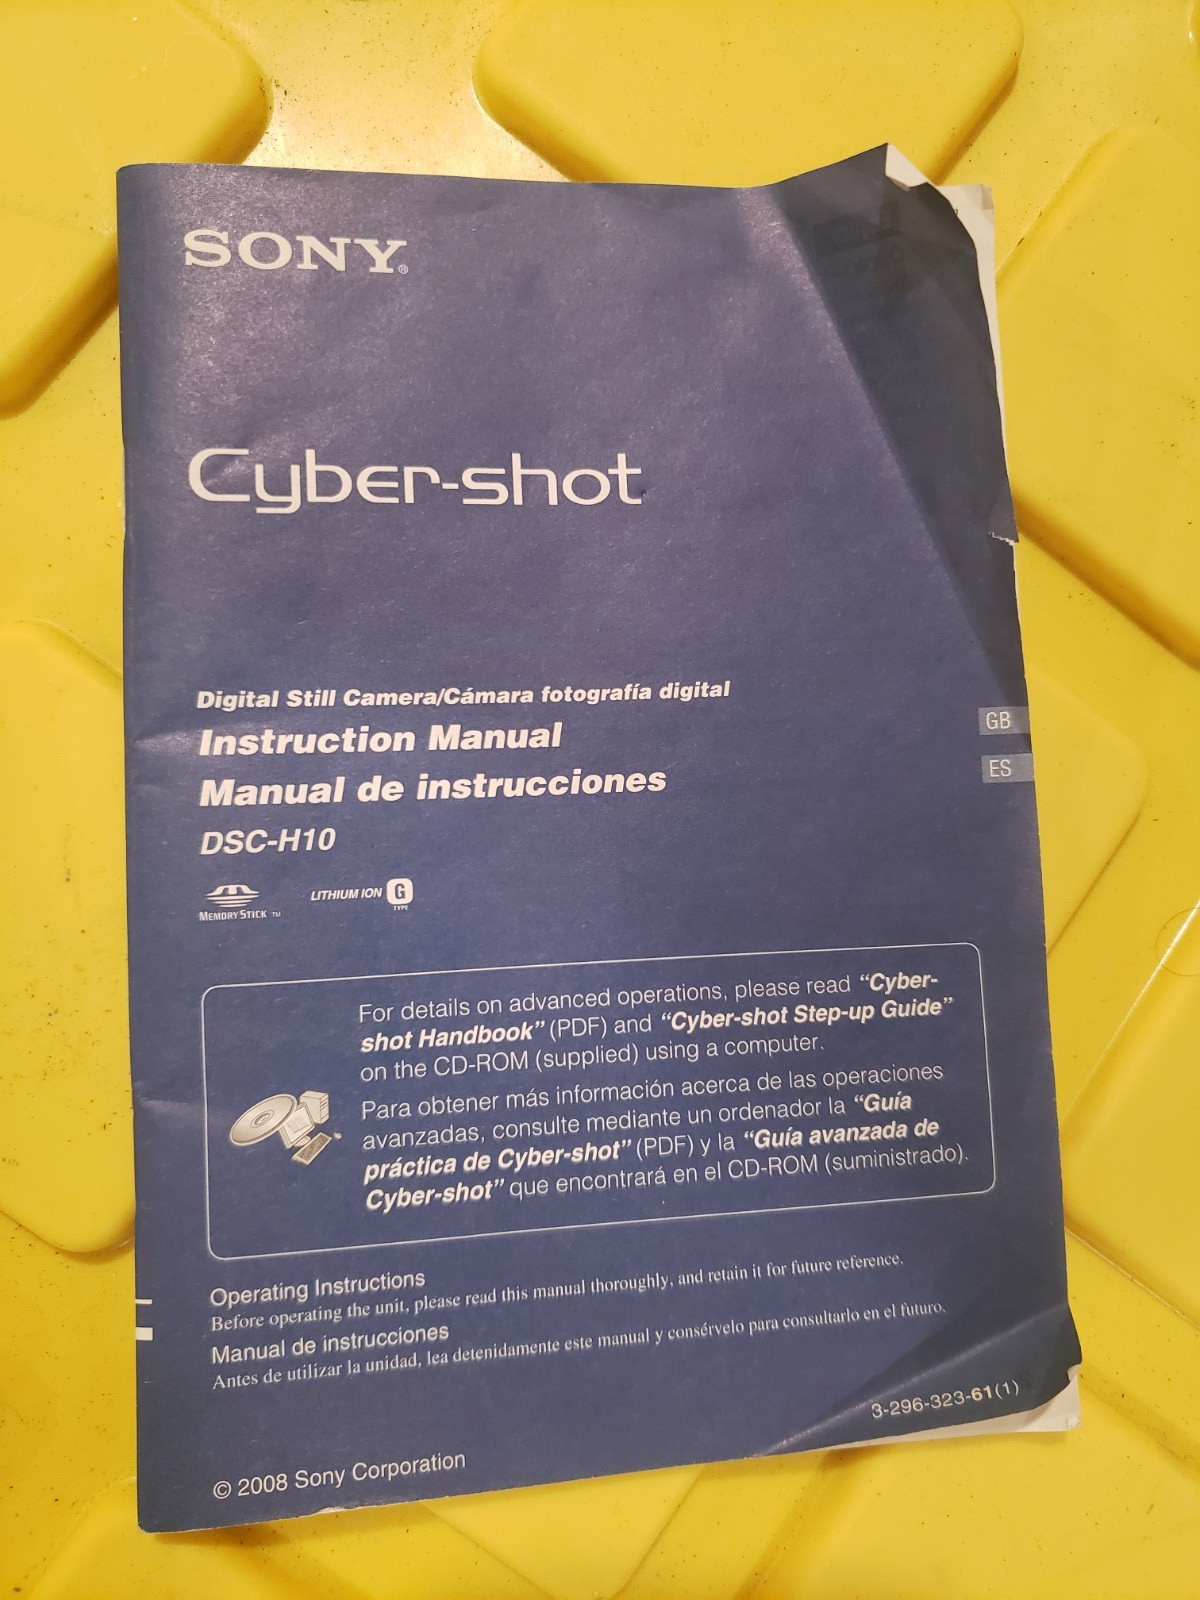 SONY®
Cyber-shot
Digital Still Camera/Cámara fotografía digital
Instruction Manual
Manual de instrucciones
DSC-H10
GB
ES
MEMORY STICK TM
LITHIUM ION G
TYPE
For details on advanced operations, please read “Cyber-
shot Handbook” (PDF) and “Cyber-shot Step-up Guide”
on the CD-ROM (supplied) using a computer.
Para obtener más información acerca de las operaciones
avanzadas, consulte mediante un ordenador la “Guía
práctica de Cyber-shot” (PDF) y la “Guía avanzada de
Cyber-shot” que encontrará en el CD-ROM (suministrado).
Operating Instructions
Before operating the unit, please read this manual thoroughly, and retain it for future reference.
Manual de instrucciones
Antes de utilizar la unidad, lea detenidamente este manual y consérvelo para consultarlo en el futuro.
3-296-323-61(1)
© 2008 Sony Corporation